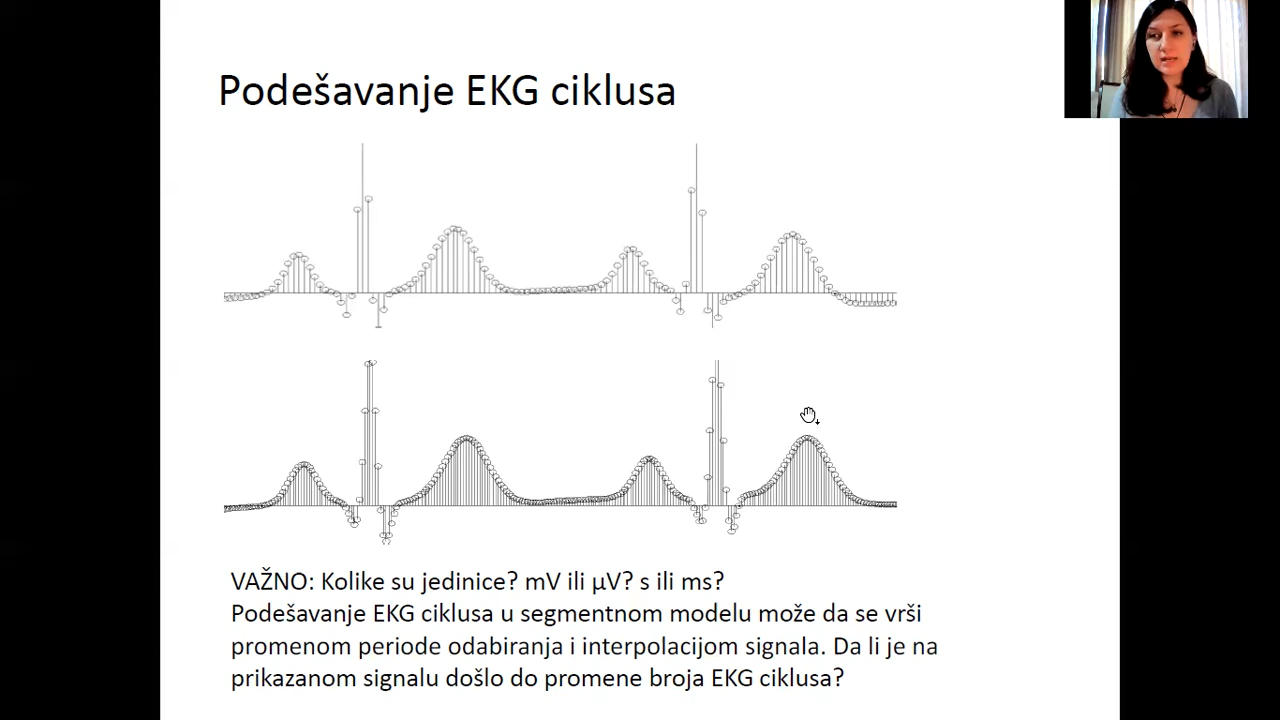 Podešavanje EKG ciklusa
VAŽNO: Kolike su jedinice? mV ili μV? s ili ms?
Podešavanje EKG ciklusa u segmentnom modelu može da se vrši
promenom periode odabiranja i interpolacijom signala. Da li je na
prikazanom signalu došlo do promene broja EKG ciklusa?